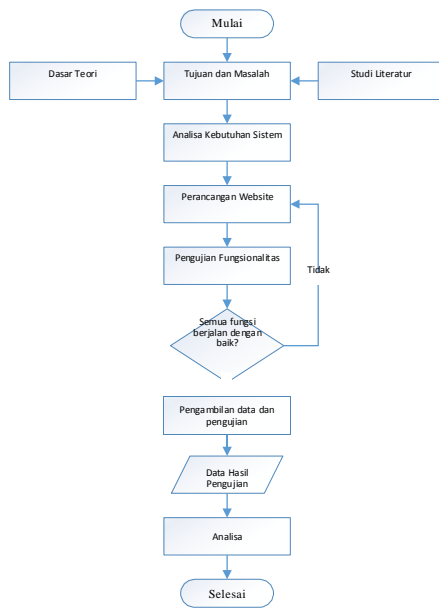 Mulai
Dasar Teori
Tujuan dan Masalah
Studi Literatur
Analisa Kebutuhan Sistem
Perancangan Website
Pengujian Fungsionalitas
Tidak
Semua fungsi
berjalan dengan
baik?
Pengambilan data dan
pengujian
Data Hasil
Pengujian
Analisa
Selesai